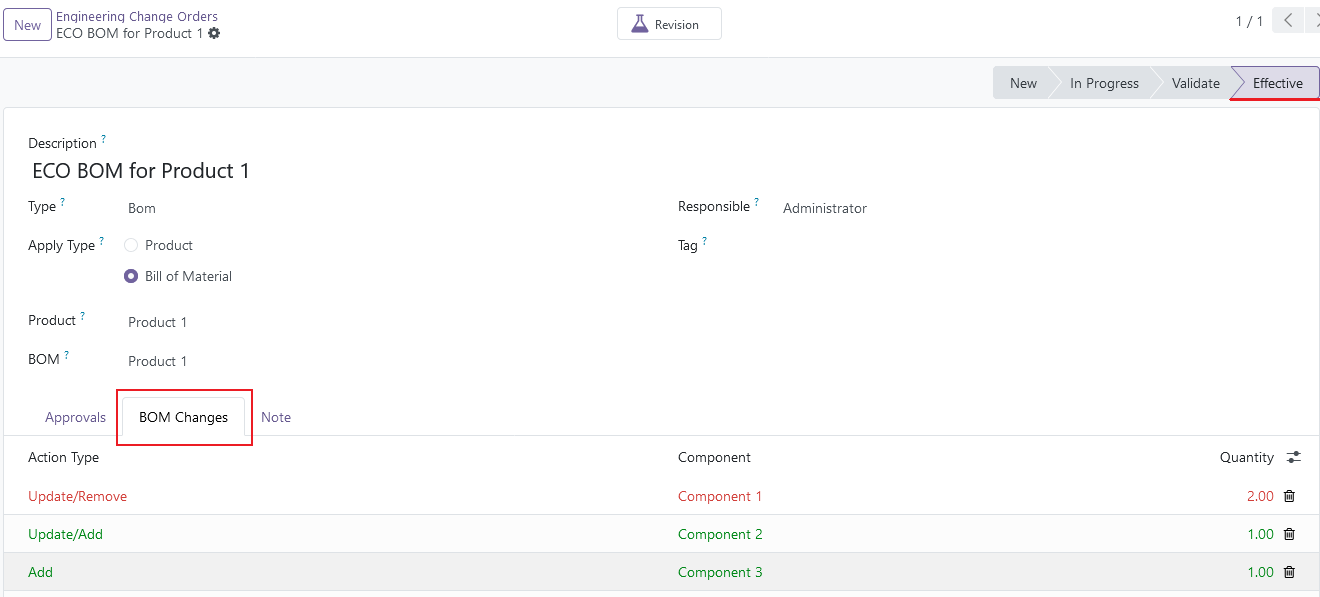 New
Engineering Change Orders
ECO BOM for Product 1
Revision
1 / 1
New In Progress Validate Effective
Description ?
ECO BOM for Product 1
Type ? Bom
Responsible ? Administrator
Apply Type ? Product
Tag ?
Bill of Material
Product ? Product 1
BOM ? Product 1
Approvals BOM Changes Note
Action Type Component Quantity
Update/Remove Component 1 2.00
Update/Add Component 2 1.00
Add Component 3 1.00